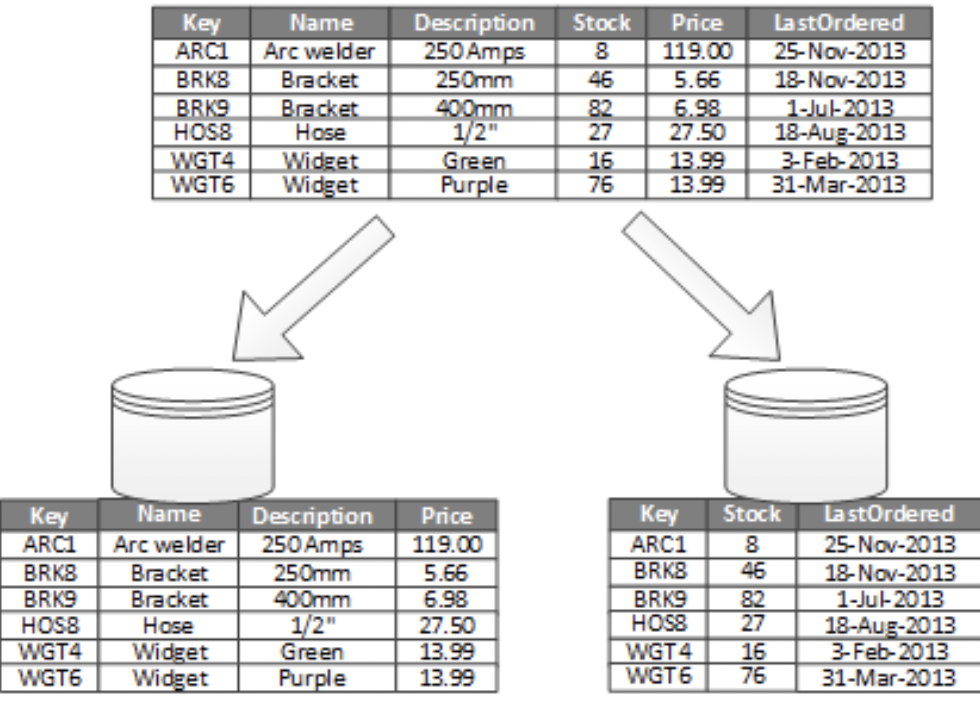 Key Name Description Stock Price LastOrdered
ARC1 Arc welder 250 Amps 8 119.00 25-Nov-2013
BRK8 Bracket 250mm 46 5.66 18-Nov-2013
BRK9 Bracket 400mm 82 6.98 1-Jul-2013
HOS8 Hose 1/2" 27 27.50 18-Aug-2013
WGT4 Widget Green 16 13.99 3-Feb-2013
WGT6 Widget Purple 76 13.99 31-Mar-2013
Key Name Description Price
ARC1 Arc welder 250 Amps 119.00
BRK8 Bracket 250mm 5.66
BRK9 Bracket 400mm 6.98
HOS8 Hose 1/2" 27.50
WGT4 Widget Green 13.99
WGT6 Widget Purple 13.99
Key Stock LastOrdered
ARC1 8 25-Nov-2013
BRK8 46 18-Nov-2013
BRK9 82 1-Jul-2013
HOS8 27 18-Aug-2013
WGT4 16 3-Feb-2013
WGT6 76 31-Mar-2013